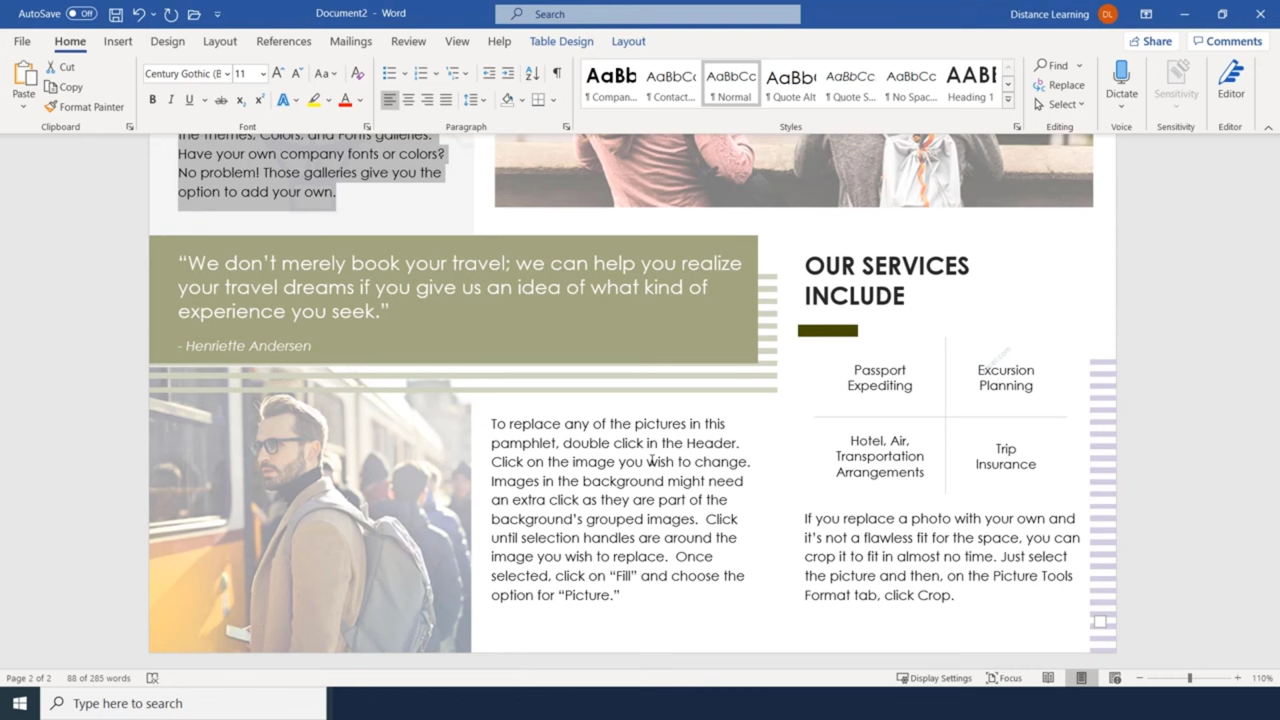 AutoSave Off
Document2 - Word
Search
Distance Learning DL
File Home Insert Design Layout References Mailings Review View Help Table Design Layout
Share Comments
Paste
Cut
Copy
Format Painter
Clipboard
Century Gothic (B 11
Font
Paragraph
AaBb AaBbCc AaBbCc AaBb( AaBbCc AaBbCc AABE
¶ Compan... ¶ Contact... ¶ Normal ¶ Quote Alt ¶ Quote S... ¶ No Spac... Heading 1
Styles
Find
Replace
Select
Editing
Dictate
Voice
Sensitivity
Sensitivity
Editor
Editor
the Themes, Colors, and Fonts galleries.
Have your own company fonts or colors?
No problem! Those galleries give you the
option to add your own.
“We don’t merely book your travel; we can help you realize
your travel dreams if you give us an idea of what kind of
experience you seek.”
- Henriette Andersen
To replace any of the pictures in this
pamphlet, double click in the Header.
Click on the image you wish to change.
Images in the background might need
an extra click as they are part of the
background’s grouped images. Click
until selection handles are around the
image you wish to replace. Once
selected, click on “Fill” and choose the
option for “Picture.”
OUR SERVICES
INCLUDE
Passport
Expediting
Excursion
Planning
Hotel, Air,
Transportation
Arrangements
Trip
Insurance
If you replace a photo with your own and
it’s not a flawless fit for the space, you can
crop it to fit in almost no time. Just select
the picture and then, on the Picture Tools
Format tab, click Crop.
Page 2 of 2 88 of 285 words
Display Settings Focus 110%
Type here to search